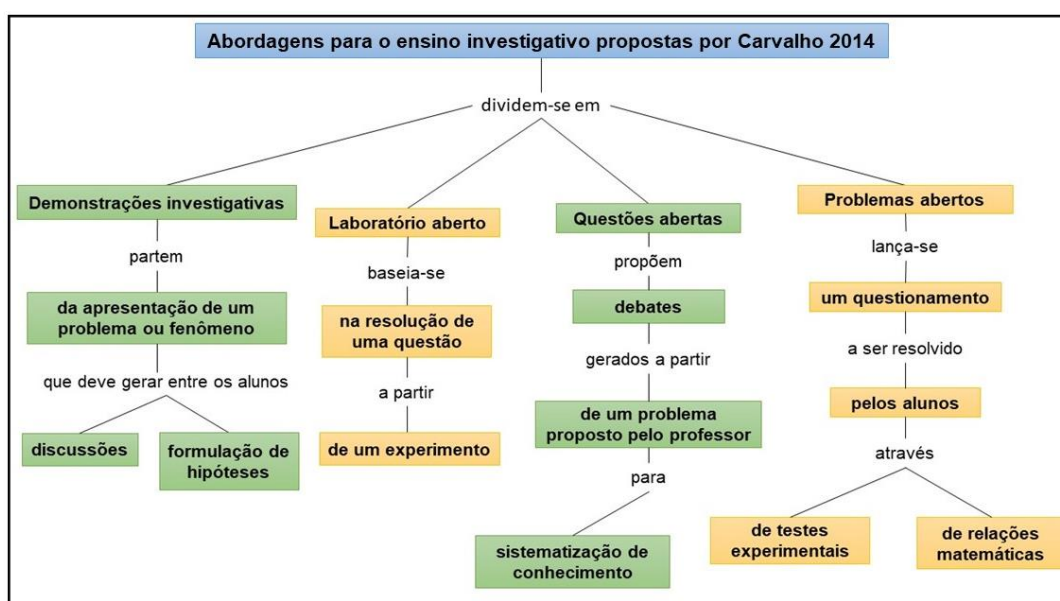 Abordagens para o ensino investigativo propostas por Carvalho 2014
dividem-se em
Demonstrações investigativas
partem
da apresentação de um
problema ou fenômeno
que deve gerar entre os alunos
discussões
formulação de
hipóteses
Laboratório aberto
baseia-se
na resolução de
uma questão
a partir
de um experimento
Questões abertas
propõem
debates
gerados a partir
de um problema
proposto pelo professor
para
sistematização de
conhecimento
Problemas abertos
lança-se
um questionamento
a ser resolvido
pelos alunos
através
de testes
experimentais
de relações
matemáticas